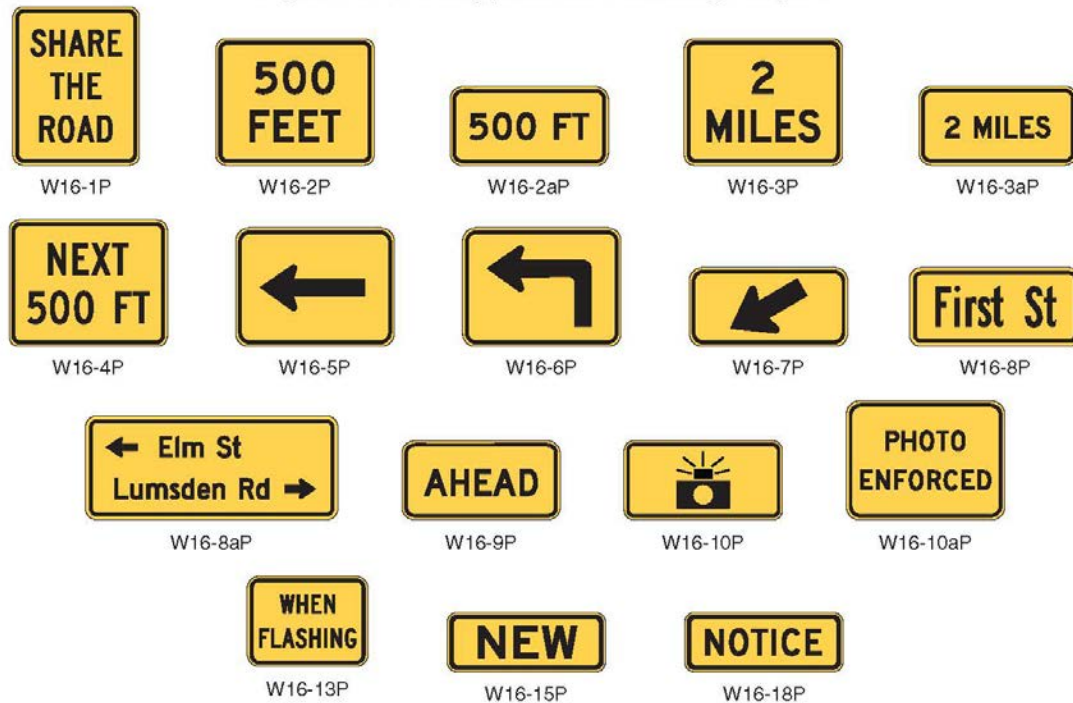 SHARE
THE
ROAD
W16-1P
500
FEET
W16-2P
500 FT
W16-2aP
2
MILES
W16-3P
2 MILES
W16-3aP
NEXT
500 FT
W16-4P
W16-5P
W16-6P
W16-7P
First St
W16-8P
Elm St
Lumsden Rd
W16-8aP
AHEAD
W16-9P
W16-10P
PHOTO
ENFORCED
W16-10aP
WHEN
FLASHING
W16-13P
NEW
W16-15P
NOTICE
W16-18P